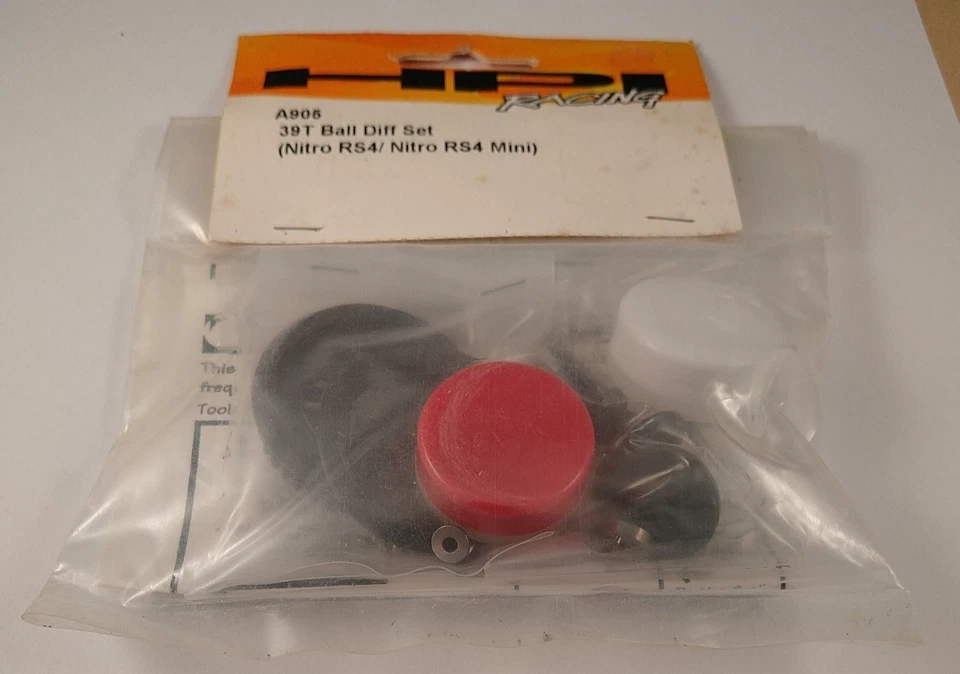 HPI
RACING
A905
39T Ball Diff Set
(Nitro RS4/ Nitro RS4 Mini)
This
freq
Tool